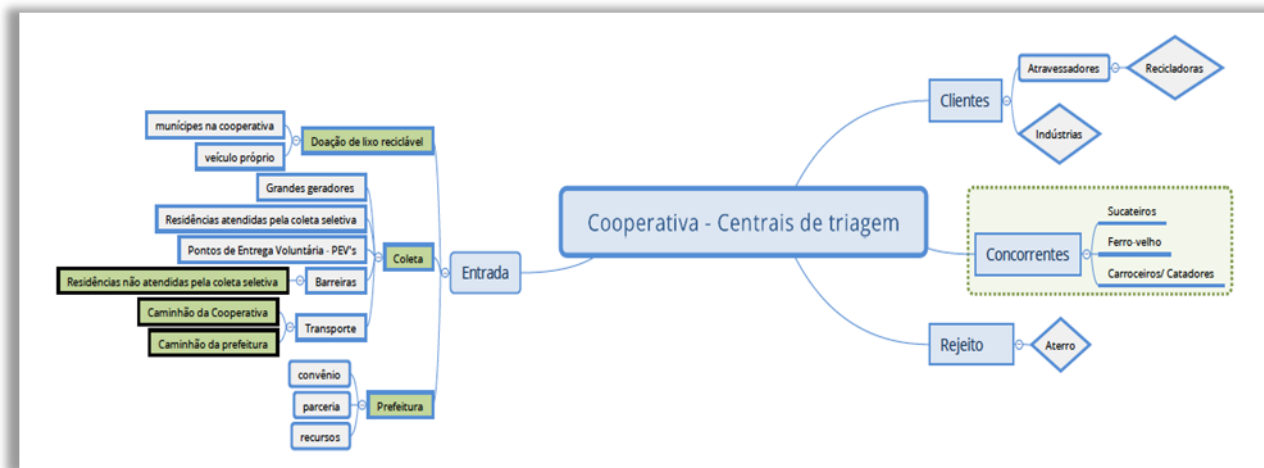 Cooperativa - Centrais de triagem
Clientes
Atravessadores
Recicladoras
Indústrias
Concorrentes
Sucateiros
Ferro-velho
Carroceiros/ Catadores
Rejeito
Aterro
Entrada
Doação de lixo reciclável
munícipes na cooperativa
veículo próprio
Coleta
Grandes geradores
Residências atendidas pela coleta seletiva
Pontos de Entrega Voluntária - PEV's
Barreiras
Residências não atendidas pela coleta seletiva
Transporte
Caminhão da Cooperativa
Caminhão da prefeitura
Prefeitura
convênio
parceria
recursos